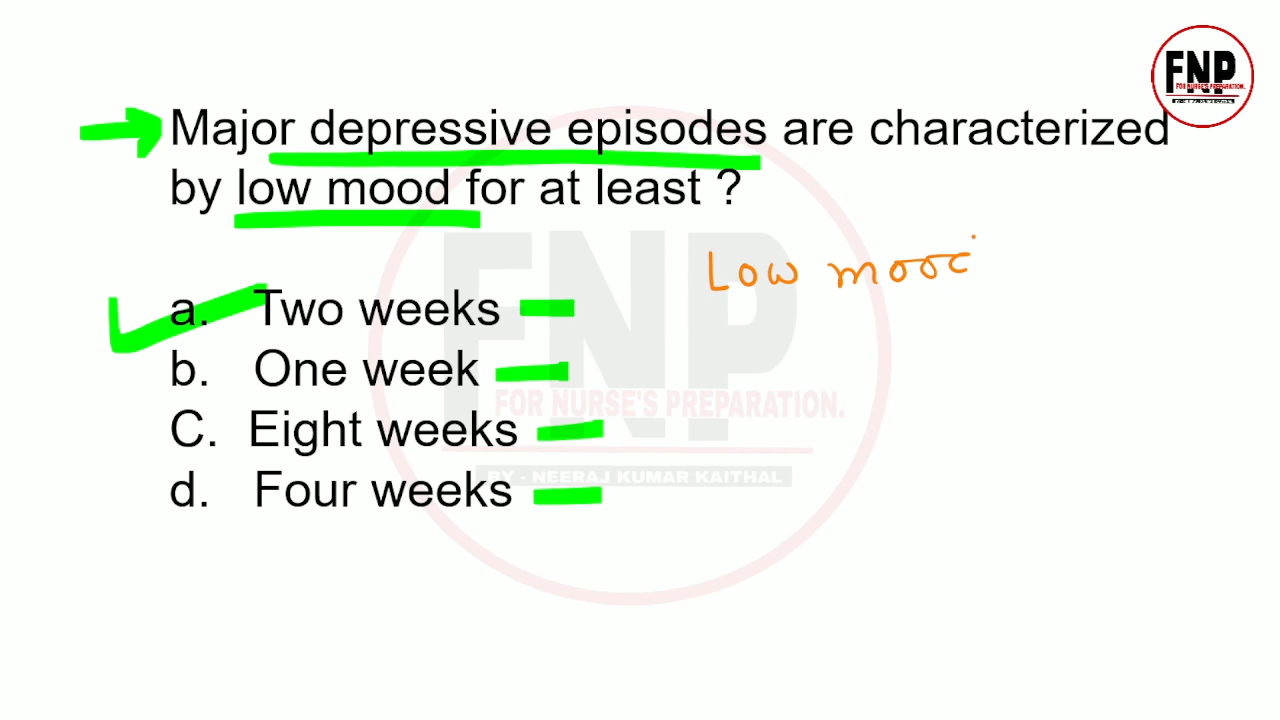 FNP
FOR NURSE'S PREPARATION.
Major depressive episodes are characterized
by low mood for at least ?
Low mood
a. Two weeks
b. One week
C. Eight weeks
d. Four weeks
FNP
FOR NURSE'S PREPARATION.
BY - NEERAJ KUMAR KAITHAL